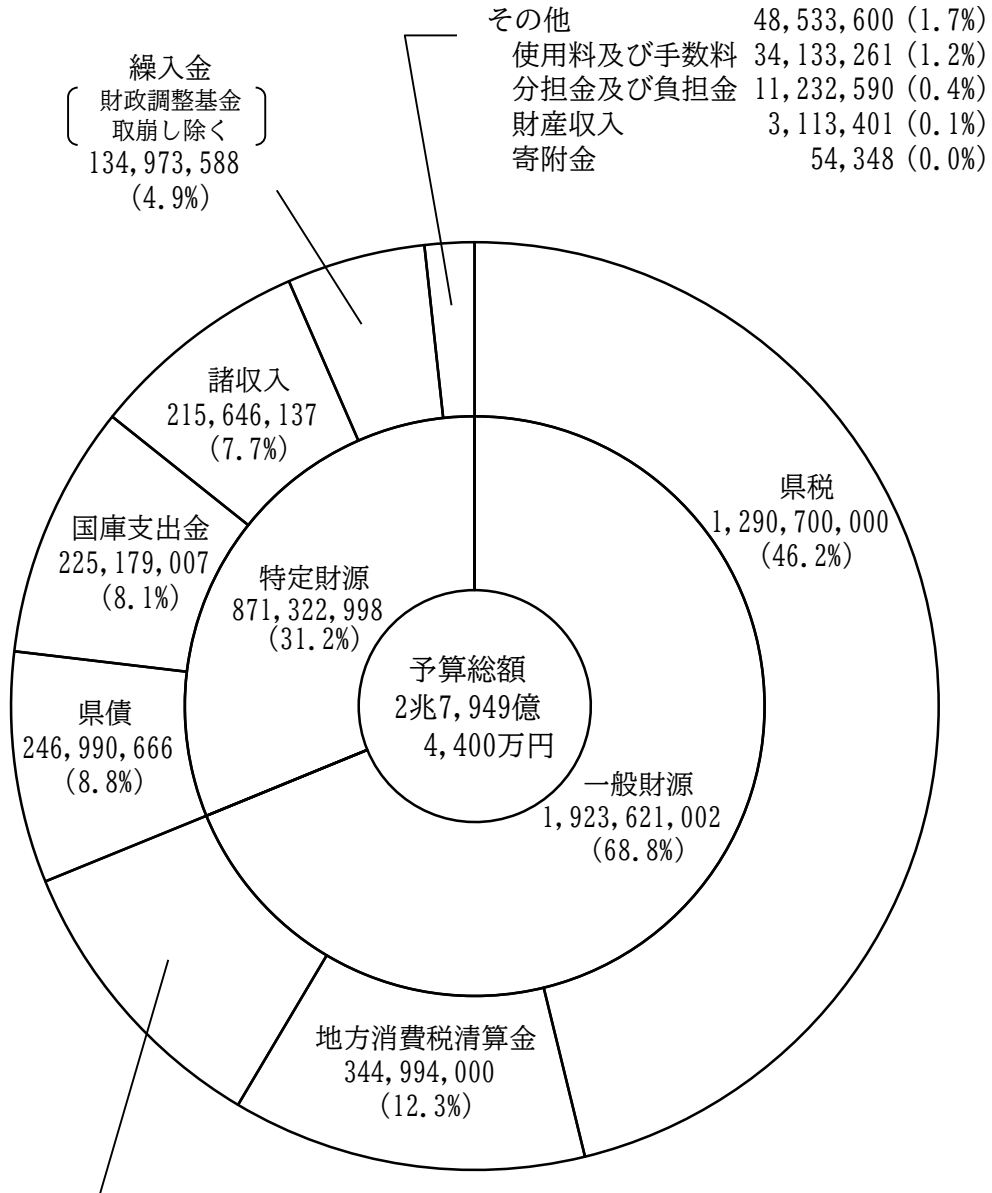 その他 48,533,600 (1.7%)
使用料及び手数料 34,133,261 (1.2%)
分担金及び負担金 11,232,590 (0.4%)
財産収入 3,113,401 (0.1%)
寄附金 54,348 (0.0%)
繰入金
財政調整基金
取崩し除く
134,973,588
(4.9%)
諸収入
215,646,137
(7.7%)
国庫支出金
225,179,007
(8.1%)
県債
246,990,666
(8.8%)
特定財源
871,322,998
(31.2%)
予算総額
2兆7,949億
4,400万円
県税
1,290,700,000
(46.2%)
一般財源
1,923,621,002
(68.8%)
地方消費税清算金
344,994,000
(12.3%)